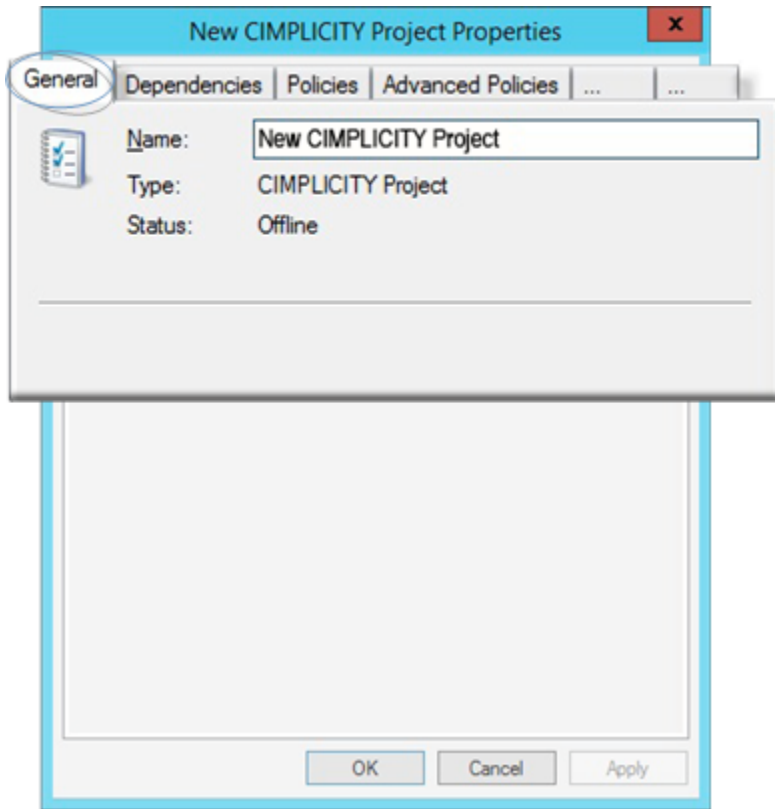 New CIMPLICITY Project Properties
x
General Dependencies Policies Advanced Policies ... ...
Name: New CIMPLICITY Project
Type: CIMPLICITY Project
Status: Offline
OK Cancel Apply